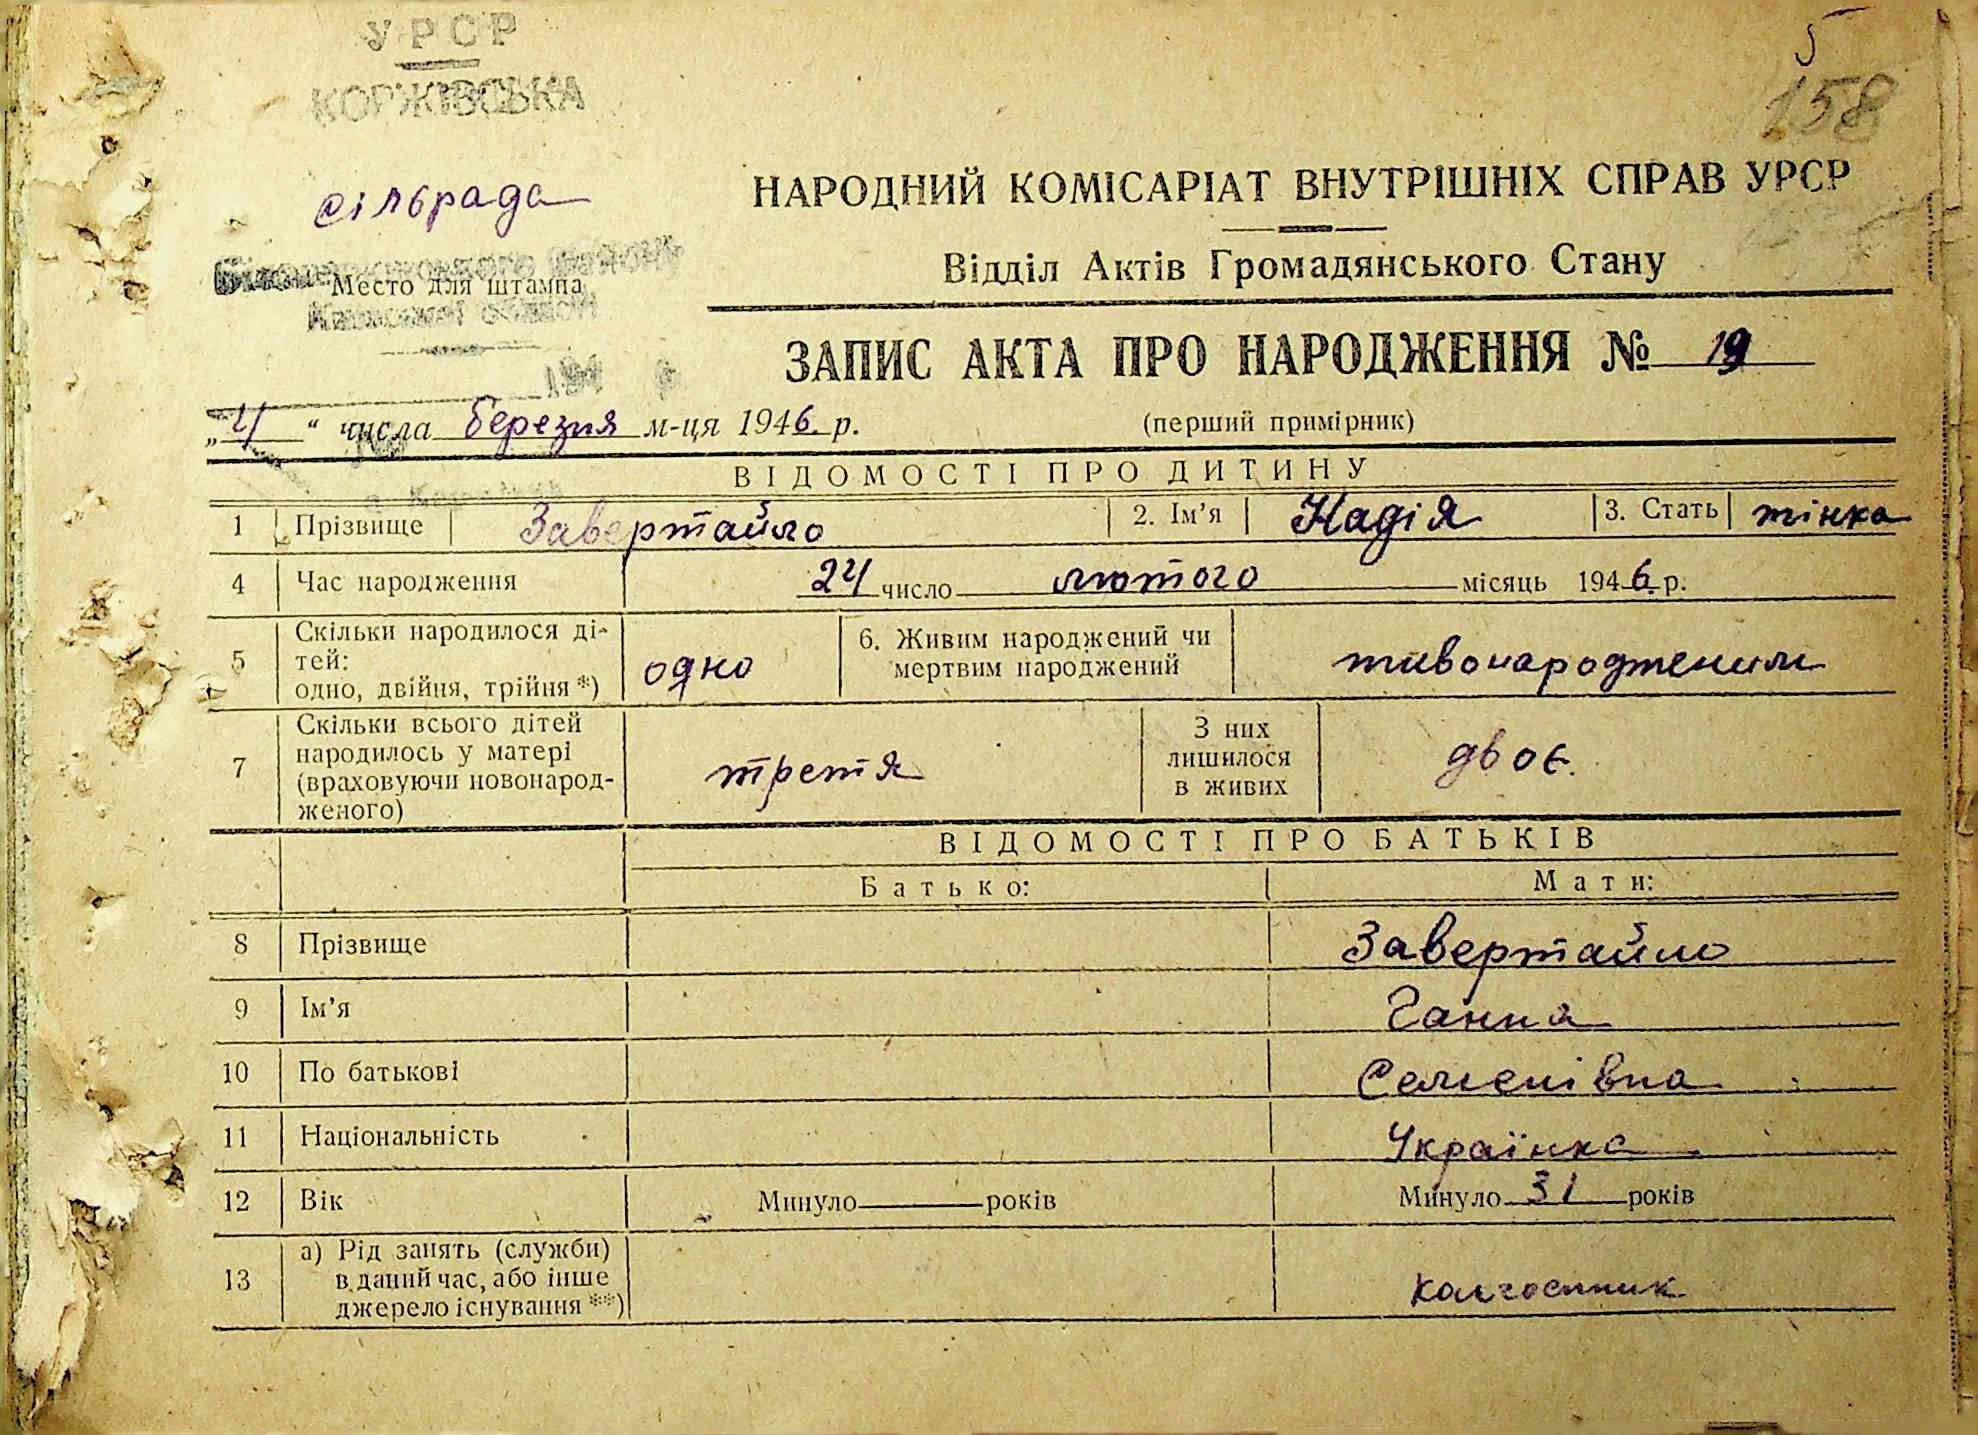 УРСР
5
158
КОРЖІВСЬКА
сільрада
НАРОДНИЙ КОМІСАРІАТ ВНУТРІШНІХ СПРАВ УРСР
Відділ Актів Громадянського Стану
Место для штампа
194
ЗАПИС АКТА ПРО НАРОДЖЕННЯ № 19
„ 4 “ числа березня м-ця 1946. р.
(перший примірник)
ВІДОМОСТІ ПРО ДИТИНУ
1 Прізвище Завертайло 2. Ім'я Надія 3. Стать жінка
4 Час народження 24 число лютого місяць 1946. р.
5 Скільки народилося ді-
тей:
одно, двійня, трійня *) одно 6. Живим народжений чи
мертвим народжений живонародженим
7 Скільки всього дітей
народилось у матері
(враховуючи новонарод-
женого) третя З них
лишилося
в живих двоє.
ВІДОМОСТІ ПРО БАТЬКІВ
Батько: Мати:
8 Прізвище Завертайло
9 Ім'я Ганна
10 По батькові Семенівна
11 Національність Українка
12 Вік Минуло років Минуло 31 років
13 а) Рід занять (служби)
в даний час, або інше
джерело існування **) колгоспник